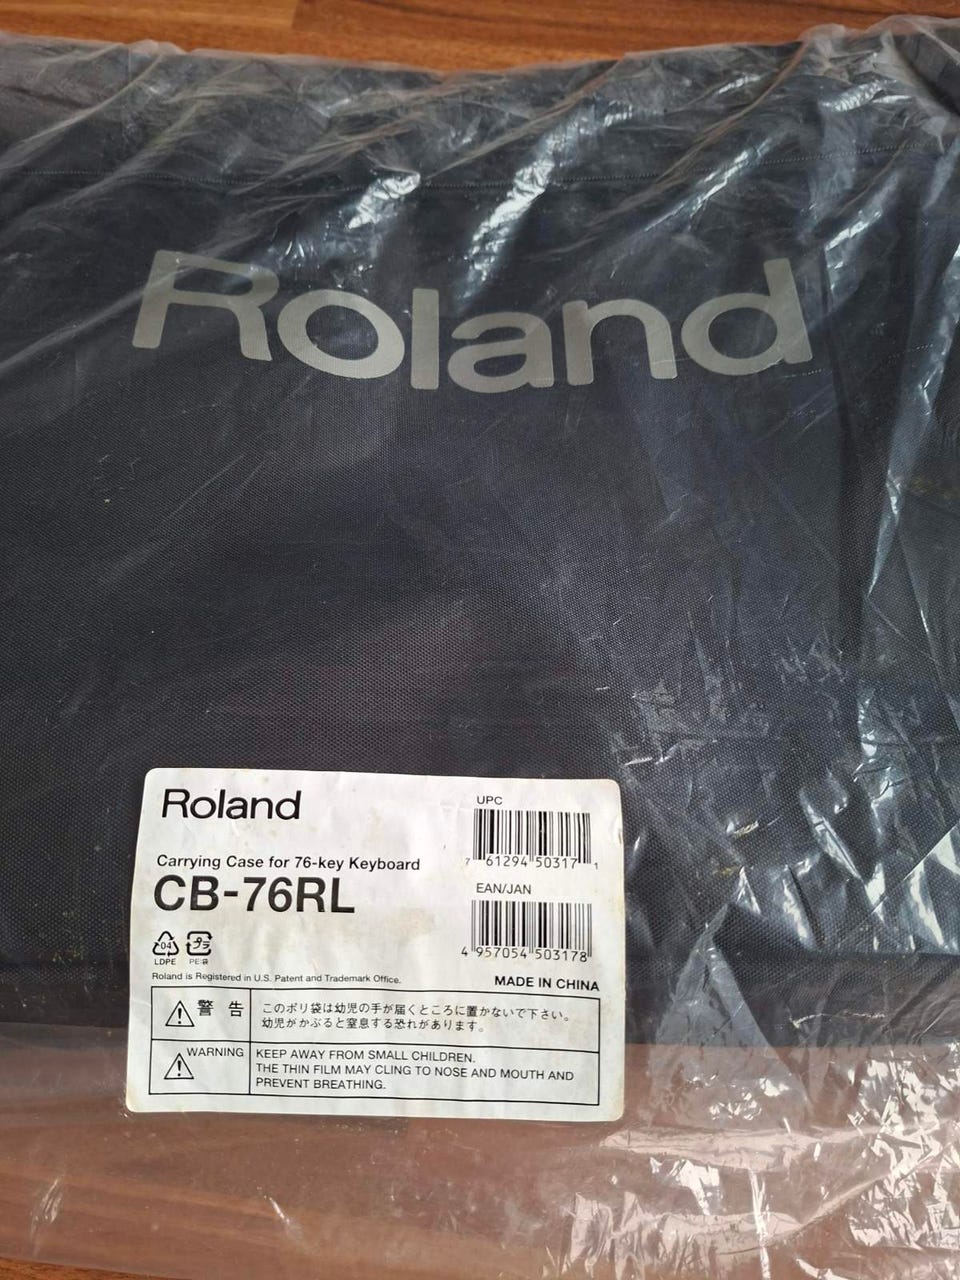 Roland
Roland
UPC
7 61294 50317 1
Carrying Case for 76-key Keyboard
CB-76RL
EAN/JAN
4 957054 503178
04
LDPE
プラ
PE:袋
Roland is Registered in U.S. Patent and Trademark Office.
MADE IN CHINA
警告
このポリ袋は幼児の手が届くところに置かないで下さい。
幼児がかぶると窒息する恐れがあります。
WARNING
KEEP AWAY FROM SMALL CHILDREN.
THE THIN FILM MAY CLING TO NOSE AND MOUTH AND
PREVENT BREATHING.